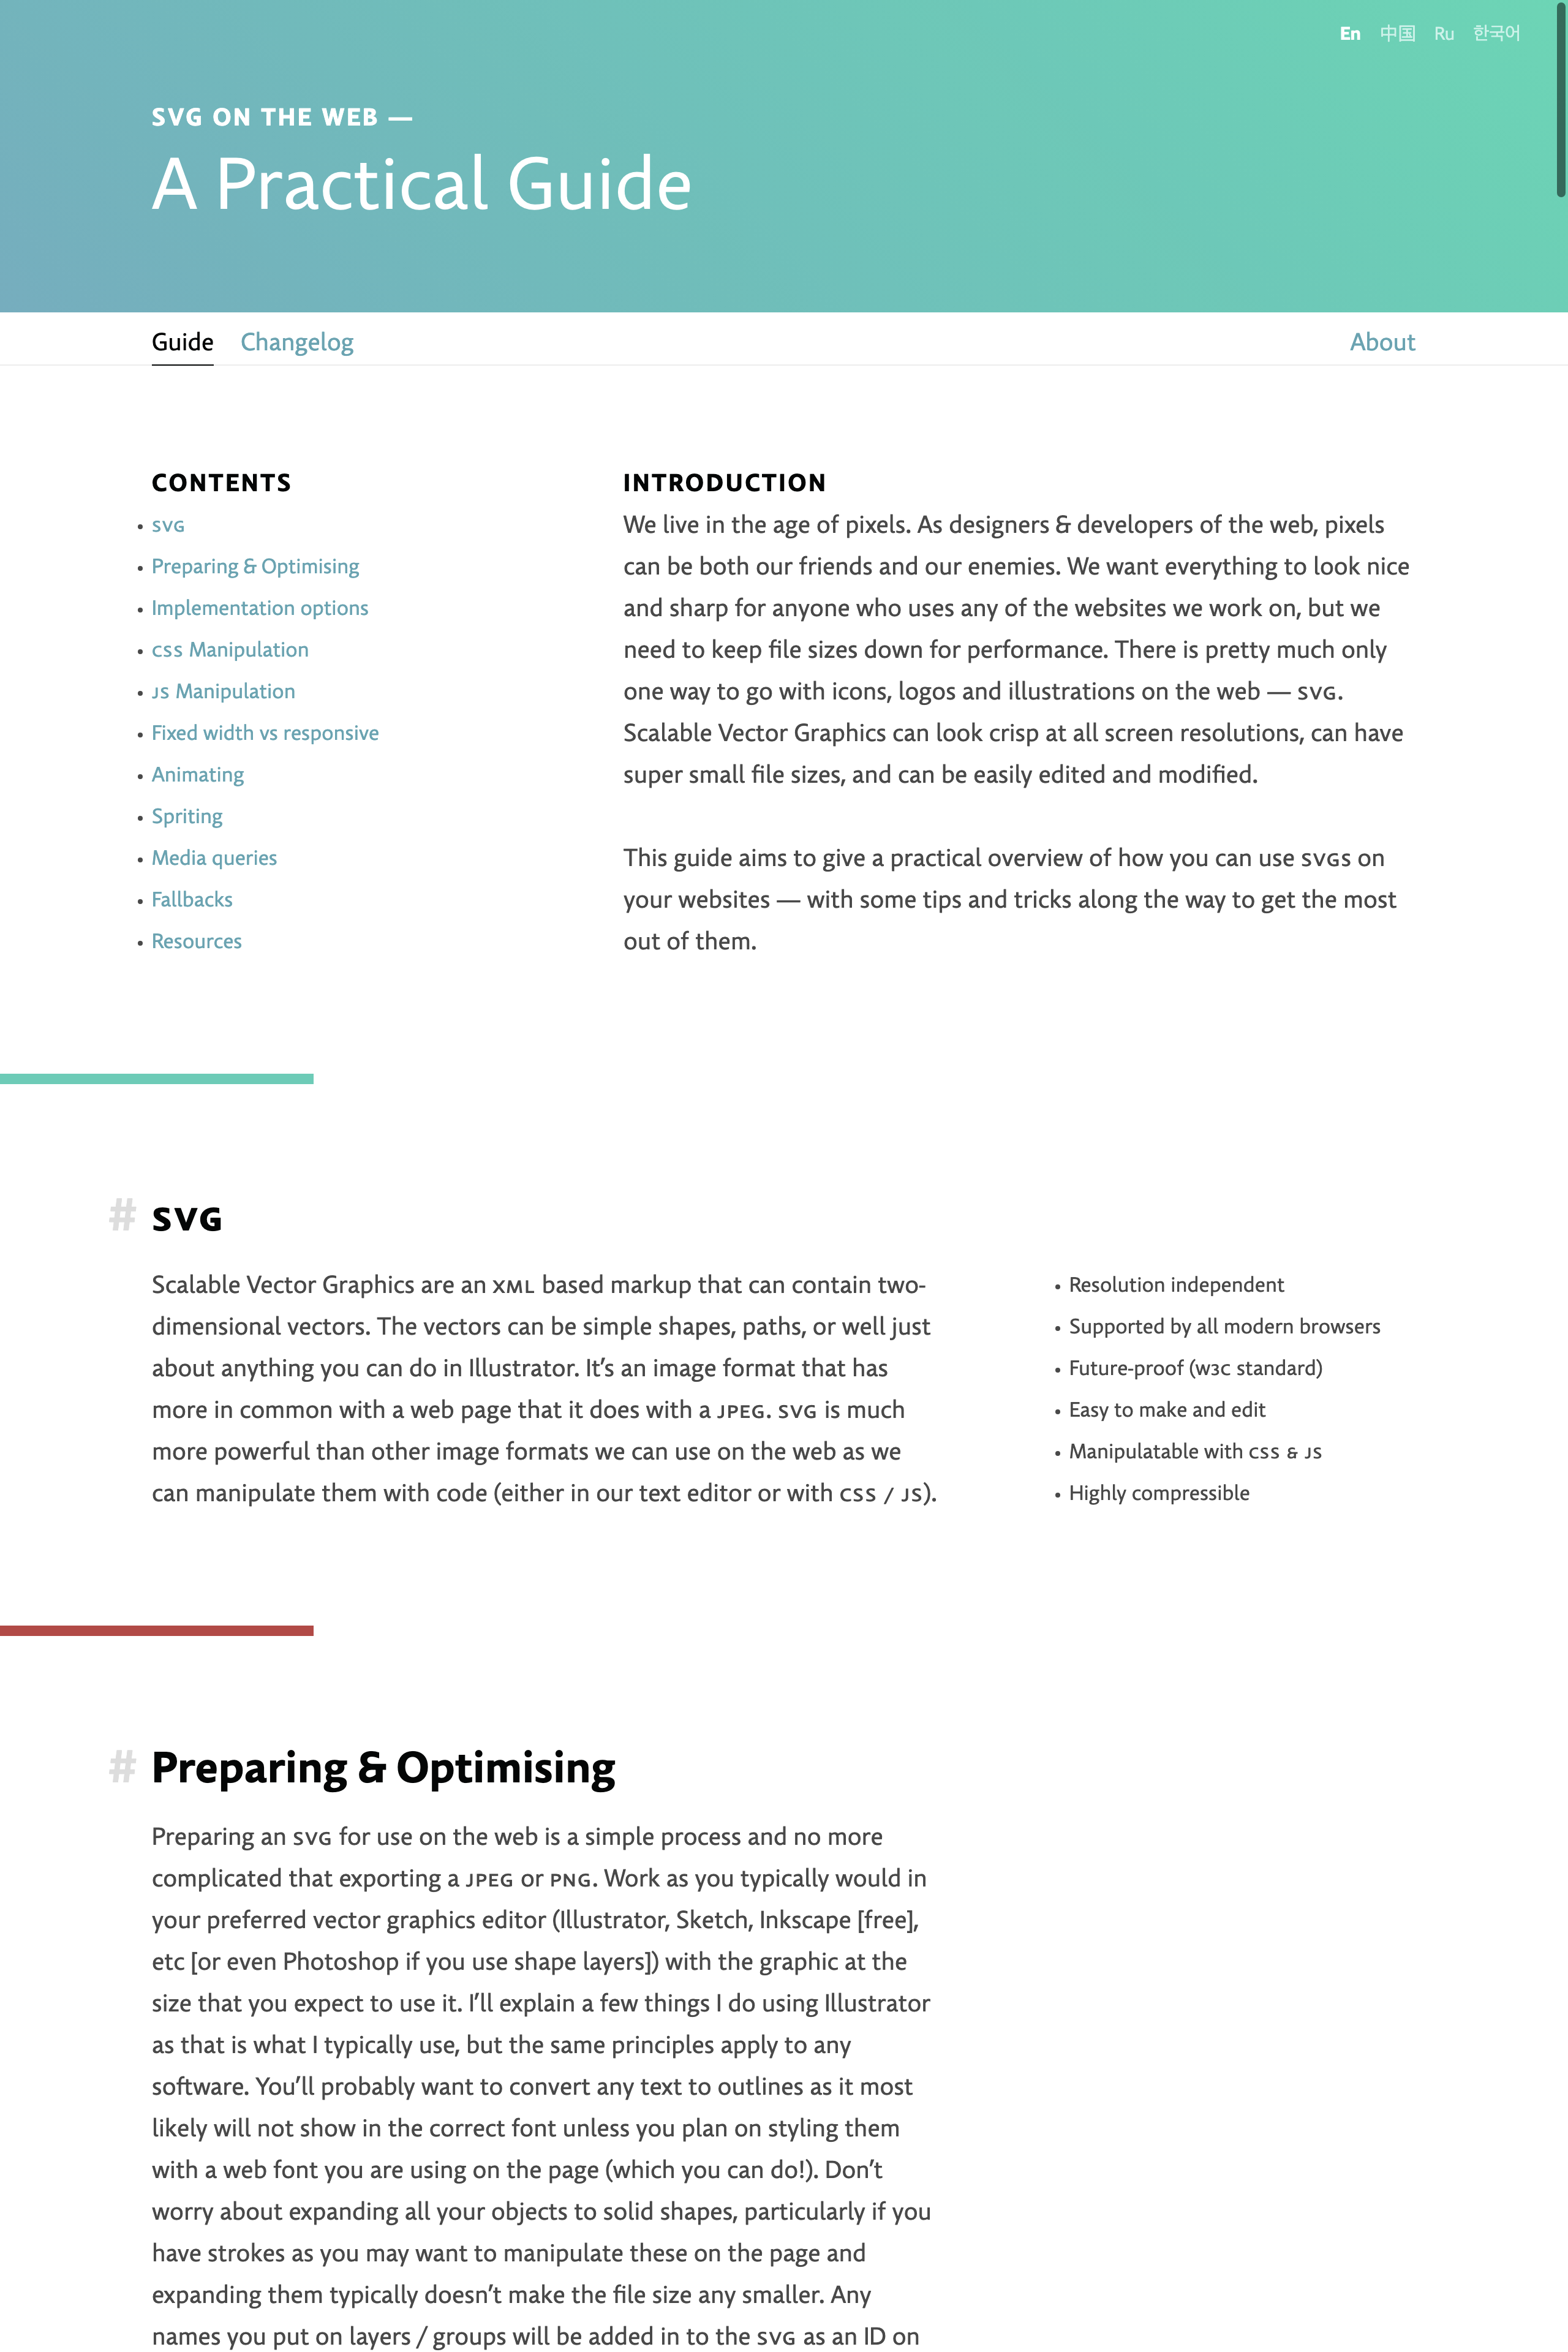 En 中国 Ru 한국어
SVG ON THE WEB —
A Practical Guide
Guide Changelog About
CONTENTS
• SVG
• Preparing & Optimising
• Implementation options
• CSS Manipulation
• JS Manipulation
• Fixed width vs responsive
• Animating
• Spriting
• Media queries
• Fallbacks
• Resources
INTRODUCTION
We live in the age of pixels. As designers & developers of the web, pixels
can be both our friends and our enemies. We want everything to look nice
and sharp for anyone who uses any of the websites we work on, but we
need to keep file sizes down for performance. There is pretty much only
one way to go with icons, logos and illustrations on the web — SVG.
Scalable Vector Graphics can look crisp at all screen resolutions, can have
super small file sizes, and can be easily edited and modified.
This guide aims to give a practical overview of how you can use SVGs on
your websites — with some tips and tricks along the way to get the most
out of them.
# SVG
Scalable Vector Graphics are an XML based markup that can contain two-
dimensional vectors. The vectors can be simple shapes, paths, or well just
about anything you can do in Illustrator. It’s an image format that has
more in common with a web page that it does with a JPEG. SVG is much
more powerful than other image formats we can use on the web as we
can manipulate them with code (either in our text editor or with CSS / JS).
• Resolution independent
• Supported by all modern browsers
• Future-proof (W3C standard)
• Easy to make and edit
• Manipulatable with CSS & JS
• Highly compressible
# Preparing & Optimising
Preparing an SVG for use on the web is a simple process and no more
complicated that exporting a JPEG or PNG. Work as you typically would in
your preferred vector graphics editor (Illustrator, Sketch, Inkscape [free],
etc [or even Photoshop if you use shape layers]) with the graphic at the
size that you expect to use it. I’ll explain a few things I do using Illustrator
as that is what I typically use, but the same principles apply to any
software. You’ll probably want to convert any text to outlines as it most
likely will not show in the correct font unless you plan on styling them
with a web font you are using on the page (which you can do!). Don’t
worry about expanding all your objects to solid shapes, particularly if you
have strokes as you may want to manipulate these on the page and
expanding them typically doesn’t make the file size any smaller. Any
names you put on layers / groups will be added in to the SVG as an ID on